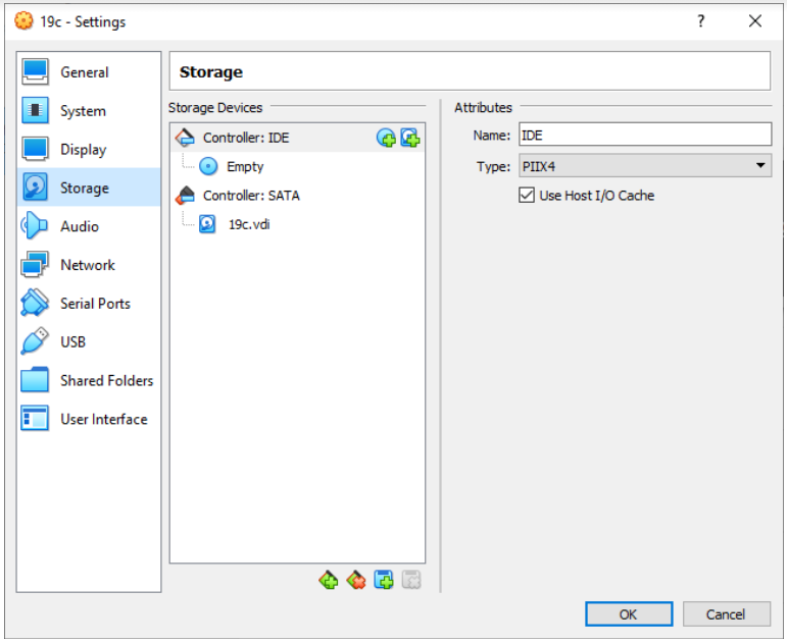 19c - Settings
?
General
System
Display
Storage
Audio
Network
Serial Ports
USB
Shared Folders
User Interface
Storage
Storage Devices
Controller: IDE
Empty
Controller: SATA
19c.vdi
Attributes
Name: IDE
Type: PIIX4
Use Host I/O Cache
OK
Cancel